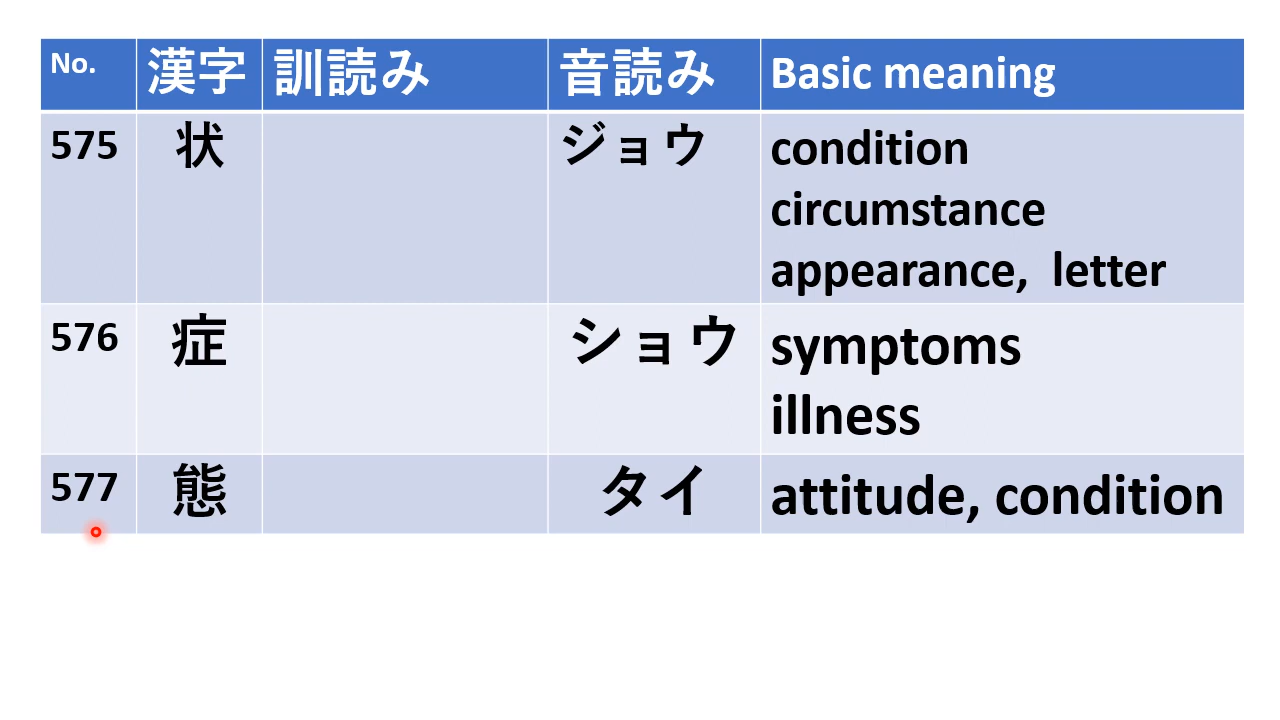 No. 漢字 訓読み 音読み Basic meaning
575 状 ジョウ condition
circumstance
appearance, letter
576 症 ショウ symptoms
illness
577 態 タイ attitude, condition